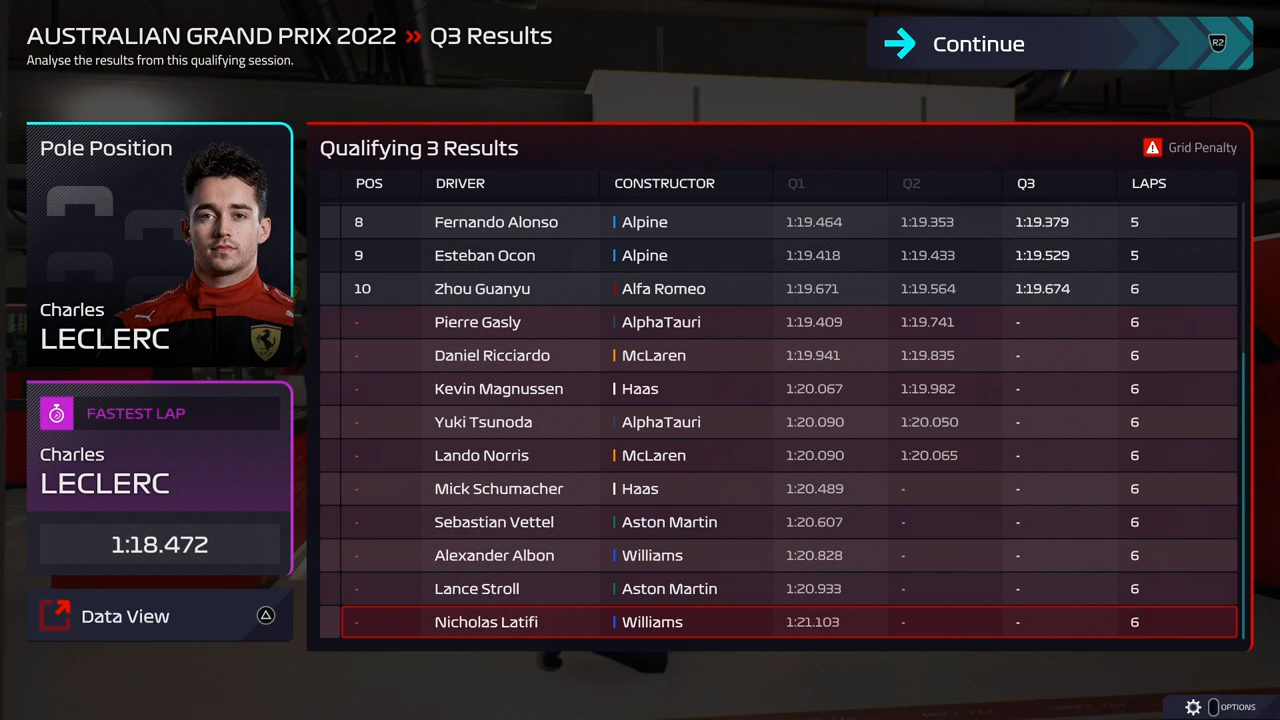 AUSTRALIAN GRAND PRIX 2022 » Q3 Results
Analyse the results from this qualifying session.
Continue R2
Pole Position
Charles
LECLERC
FASTEST LAP
Charles
LECLERC
1:18.472
Data View
Qualifying 3 Results
Grid Penalty
POS DRIVER CONSTRUCTOR Q1 Q2 Q3 LAPS
8 Fernando Alonso Alpine 1:19.464 1:19.353 1:19.379 5
9 Esteban Ocon Alpine 1:19.418 1:19.433 1:19.529 5
10 Zhou Guanyu Alfa Romeo 1:19.671 1:19.564 1:19.674 6
- Pierre Gasly AlphaTauri 1:19.409 1:19.741 - 6
- Daniel Ricciardo McLaren 1:19.941 1:19.835 - 6
- Kevin Magnussen Haas 1:20.067 1:19.982 - 6
- Yuki Tsunoda AlphaTauri 1:20.090 1:20.050 - 6
- Lando Norris McLaren 1:20.090 1:20.065 - 6
- Mick Schumacher Haas 1:20.489 - - 6
- Sebastian Vettel Aston Martin 1:20.607 - - 6
- Alexander Albon Williams 1:20.828 - - 6
- Lance Stroll Aston Martin 1:20.933 - - 6
- Nicholas Latifi Williams 1:21.103 - - 6
OPTIONS